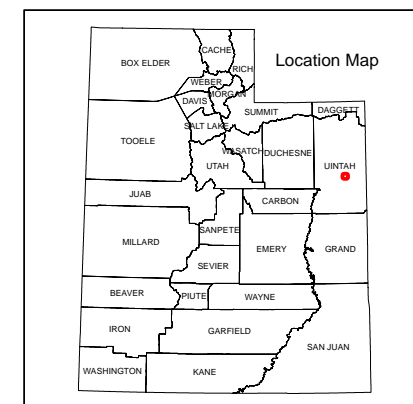 Location Map
BOX ELDER
CACHE
RICH
WEBER
MORGAN
DAVIS
SUMMIT
DAGGETT
SALT LAKE
TOOELE
WASATCH
DUCHESNE
UTAH
UINTAH
JUAB
CARBON
SANPETE
MILLARD
EMERY
GRAND
SEVIER
BEAVER
PIUTE
WAYNE
IRON
GARFIELD
SAN JUAN
WASHINGTON
KANE